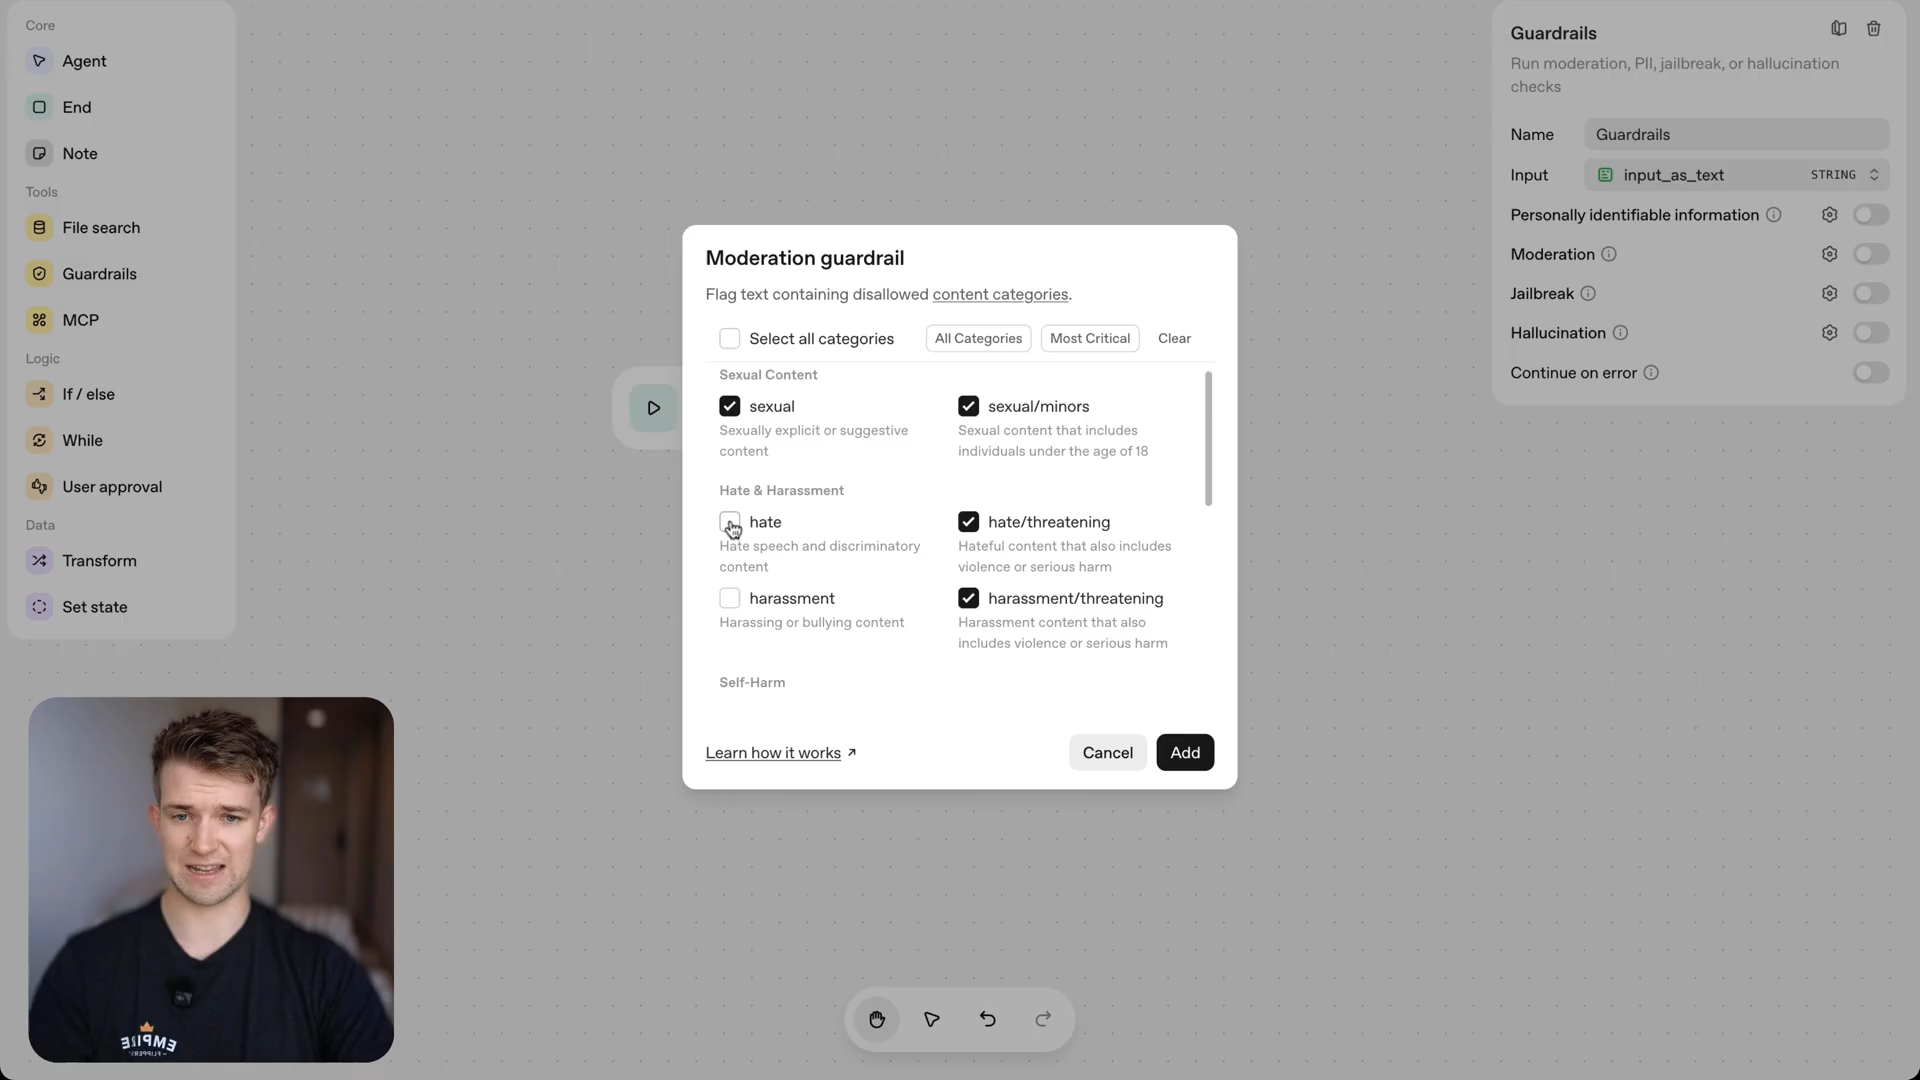 Core
Agent
End
Note
Tools
File search
Guardrails
MCP
Logic
If / else
While
User approval
Data
Transform
Set state
Guardrails
Run moderation, PII, jailbreak, or hallucination
checks
Name Guardrails
Input input_as_text STRING
Personally identifiable information
Moderation
Jailbreak
Hallucination
Continue on error
Moderation guardrail
Flag text containing disallowed content categories.
Select all categories All Categories Most Critical Clear
Sexual Content
sexual
Sexually explicit or suggestive
content
sexual/minors
Sexual content that includes
individuals under the age of 18
Hate & Harassment
hate
Hate speech and discriminatory
content
hate/threatening
Hateful content that also includes
violence or serious harm
harassment
Harassing or bullying content
harassment/threatening
Harassment content that also
includes violence or serious harm
Self-Harm
Learn how it works ↗
Cancel
Add
EMPIRE
FLIPPERS